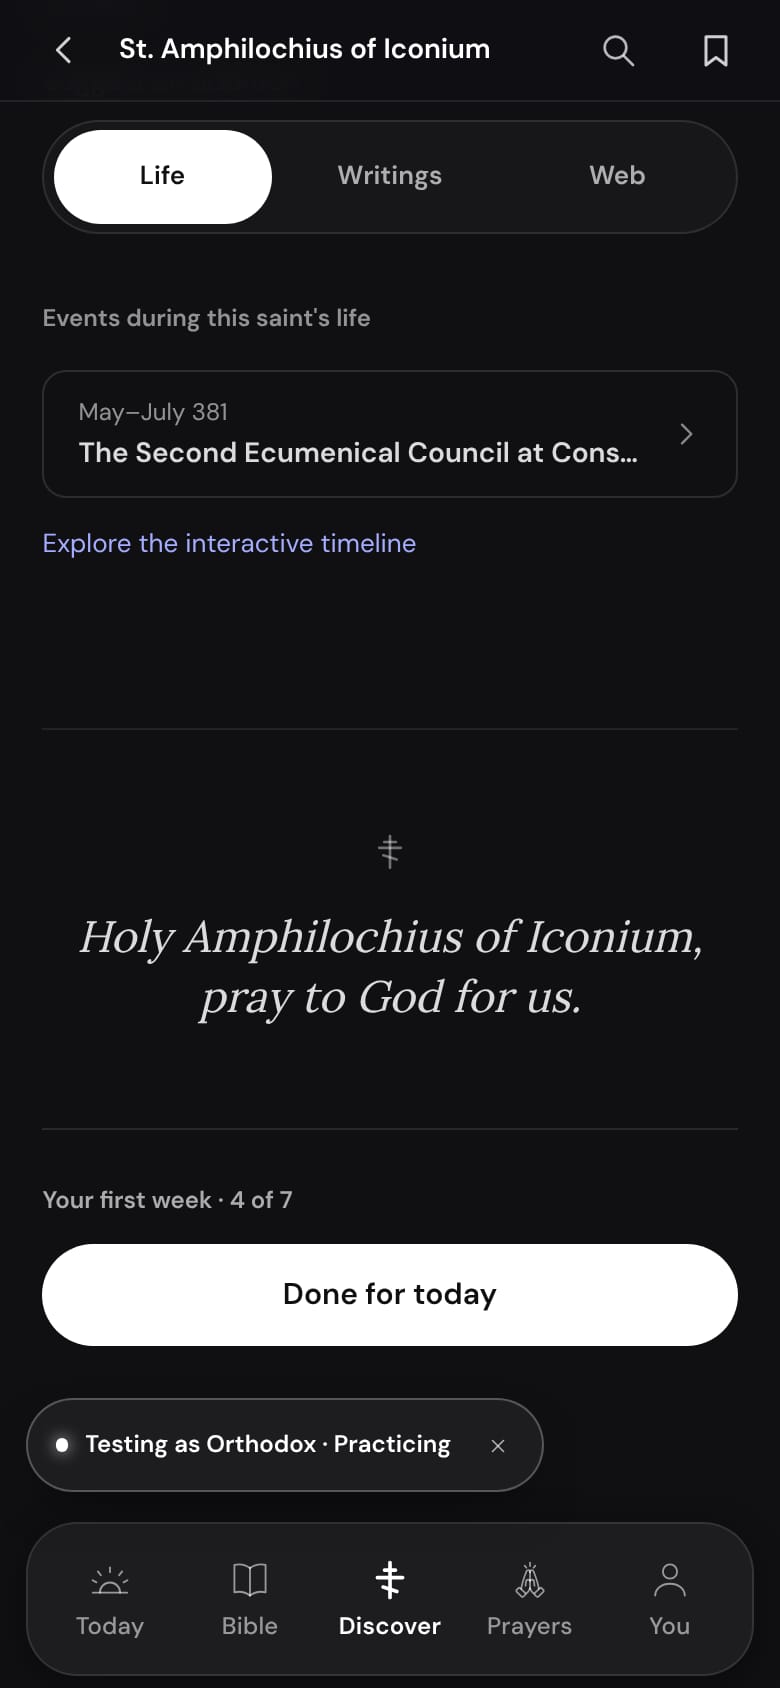 St. Amphilochius of Iconium
Life
Writings
Web
Events during this saint's life
May–July 381
The Second Ecumenical Council at Cons...
Explore the interactive timeline
Holy Amphilochius of Iconium,
pray to God for us.
Your first week · 4 of 7
Done for today
Testing as Orthodox · Practicing
Today
Bible
Discover
Prayers
You